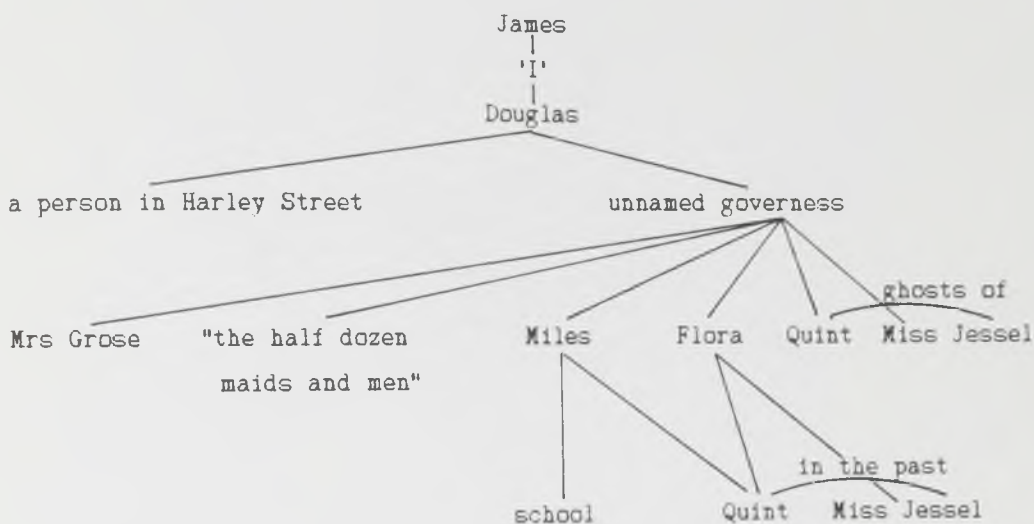 James
'I'
Douglas
a person in Harley Street unnamed governess
ghosts of
Mrs Grose "the half dozen Miles Flora Quint Miss Jessel
maids and men"
in the past
school Quint Miss Jessel